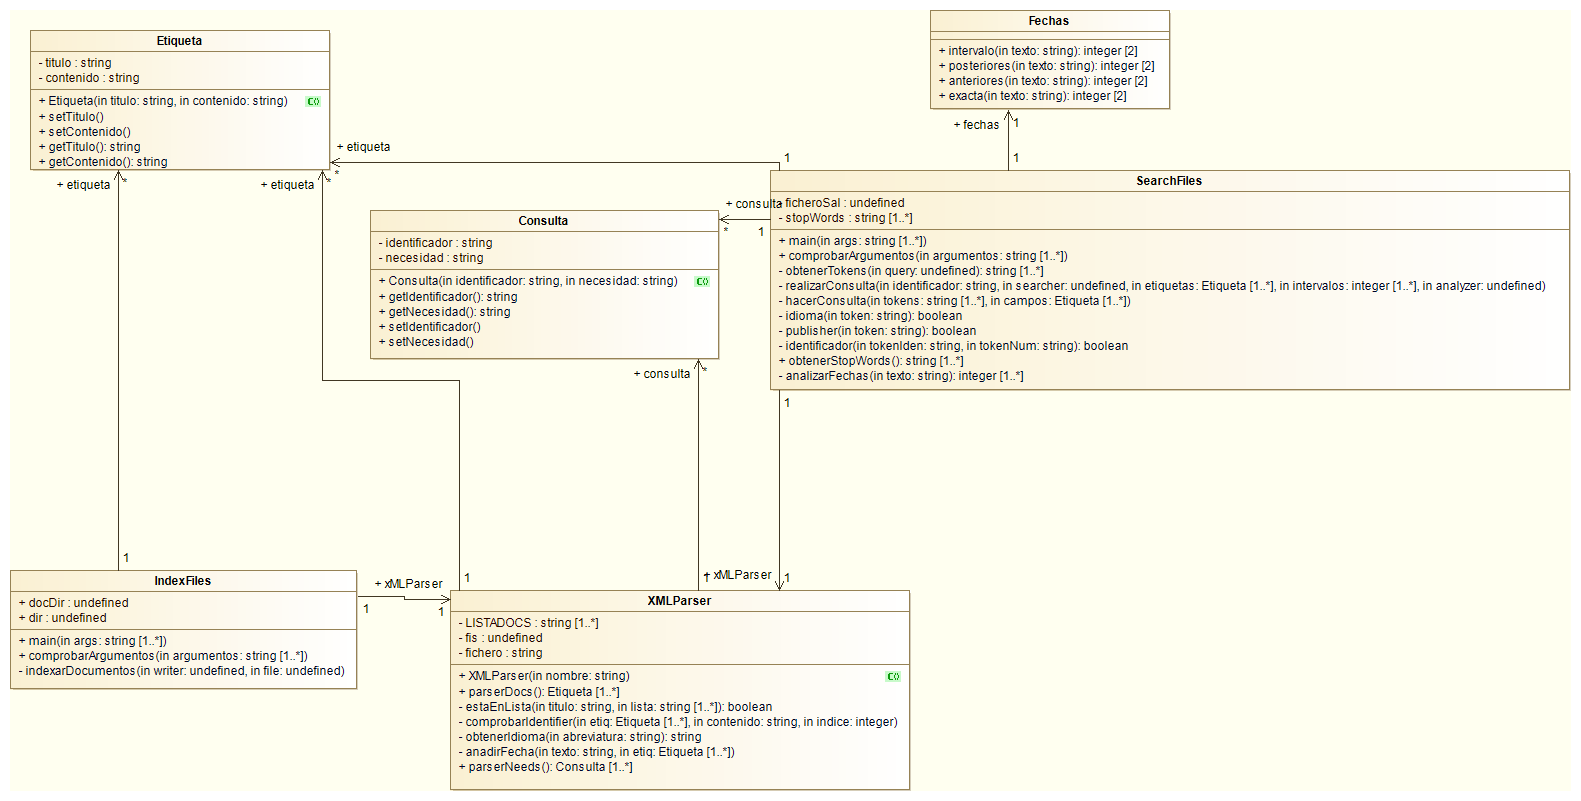 Etiqueta
- titulo : string
- contenido : string
+ Etiqueta(in titulo: string, in contenido: string)
C()
+ setTitulo()
+ setContenido()
+ getTitulo(): string
+ getContenido(): string
Fechas
+ intervalo(in texto: string): integer [2]
+ posteriores(in texto: string): integer [2]
+ anteriores(in texto: string): integer [2]
+ exacta(in texto: string): integer [2]
+ fechas
1
1
+ etiqueta
*
1
+ etiqueta
*
+ etiqueta
*
Consulta
- identificador : string
- necesidad : string
+ Consulta(in identificador: string, in necesidad: string)
C()
+ getIdentificador(): string
+ getNecesidad(): string
+ setIdentificador()
+ setNecesidad()
+ consulta
*
1
SearchFiles
- ficheroSal : undefined
- stopWords : string [1..*]
+ main(in args: string [1..*])
+ comprobarArgumentos(in argumentos: string [1..*])
- obtenerTokens(in query: undefined): string [1..*]
- realizarConsulta(in identificador: string, in searcher: undefined, in etiquetas: Etiqueta [1..*], in intervalos: integer [1..*], in analyzer: undefined)
- hacerConsulta(in tokens: string [1..*], in campos: Etiqueta [1..*])
- idioma(in token: string): boolean
- publisher(in token: string): boolean
- identificador(in tokenIden: string, in tokenNum: string): boolean
+ obtenerStopWords(): string [1..*]
- analizarFechas(in texto: string): integer [1..*]
+ consulta
*
1
1
1
1
+ xMLParser
1
IndexFiles
+ docDir : undefined
+ dir : undefined
+ main(in args: string [1..*])
+ comprobarArgumentos(in argumentos: string [1..*])
- indexarDocumentos(in writer: undefined, in file: undefined)
+ xMLParser
1
1
XMLParser
- LISTADOCS : string [1..*]
- fis : undefined
- fichero : string
+ XMLParser(in nombre: string)
C()
+ parserDocs(): Etiqueta [1..*]
- estaEnLista(in titulo: string, in lista: string [1..*]): boolean
- comprobarIdentifier(in etiq: Etiqueta [1..*], in contenido: string, in indice: integer)
- obtenerIdioma(in abreviatura: string): string
- anadirFecha(in texto: string, in etiq: Etiqueta [1..*])
+ parserNeeds(): Consulta [1..*]